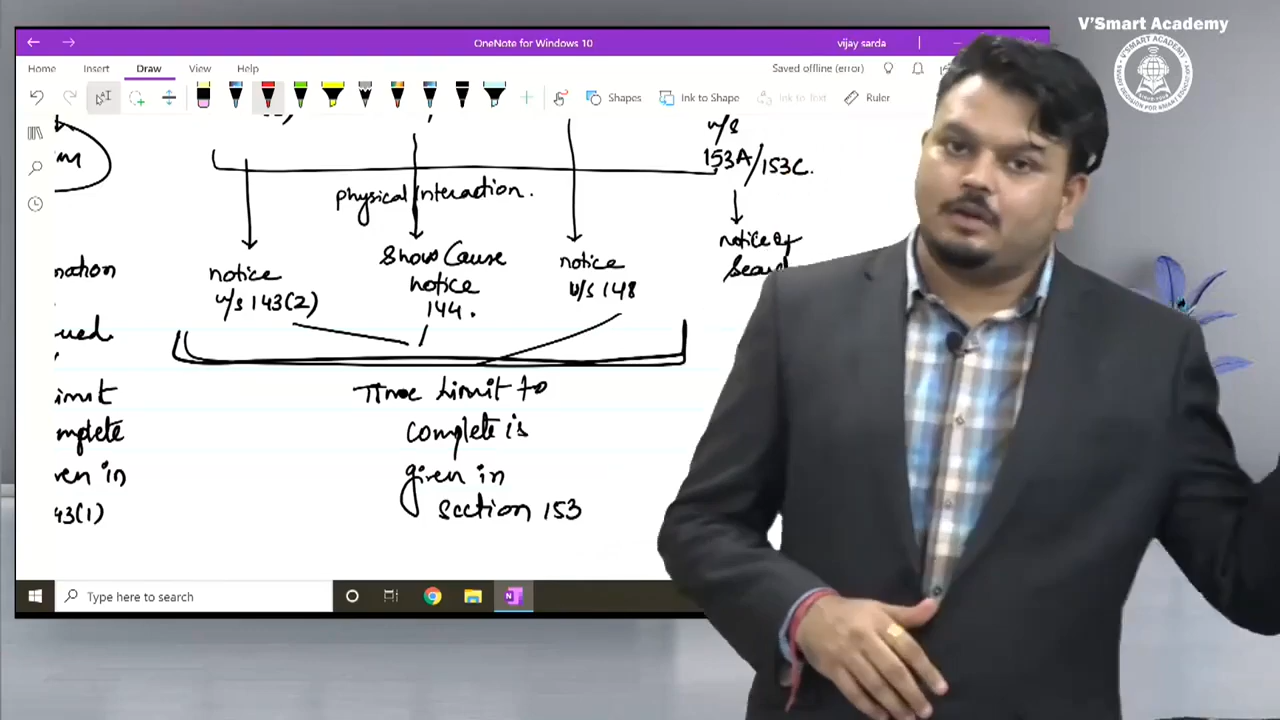 V'Smart Academy
OneNote for Windows 10
vijay sarda
Home Insert Draw View Help
Saved offline (error)
Shapes Ink to Shape Ink to Text Ruler
u/s
153A/153C.
physical Interaction.
notice
u/s 143(2)
Show Cause
notice
144.
notice
u/s 148
notice of
Time Limit to
complete is
given in
section 153
nation
ued
imit
mplete
ven in
43(1)
Type here to search